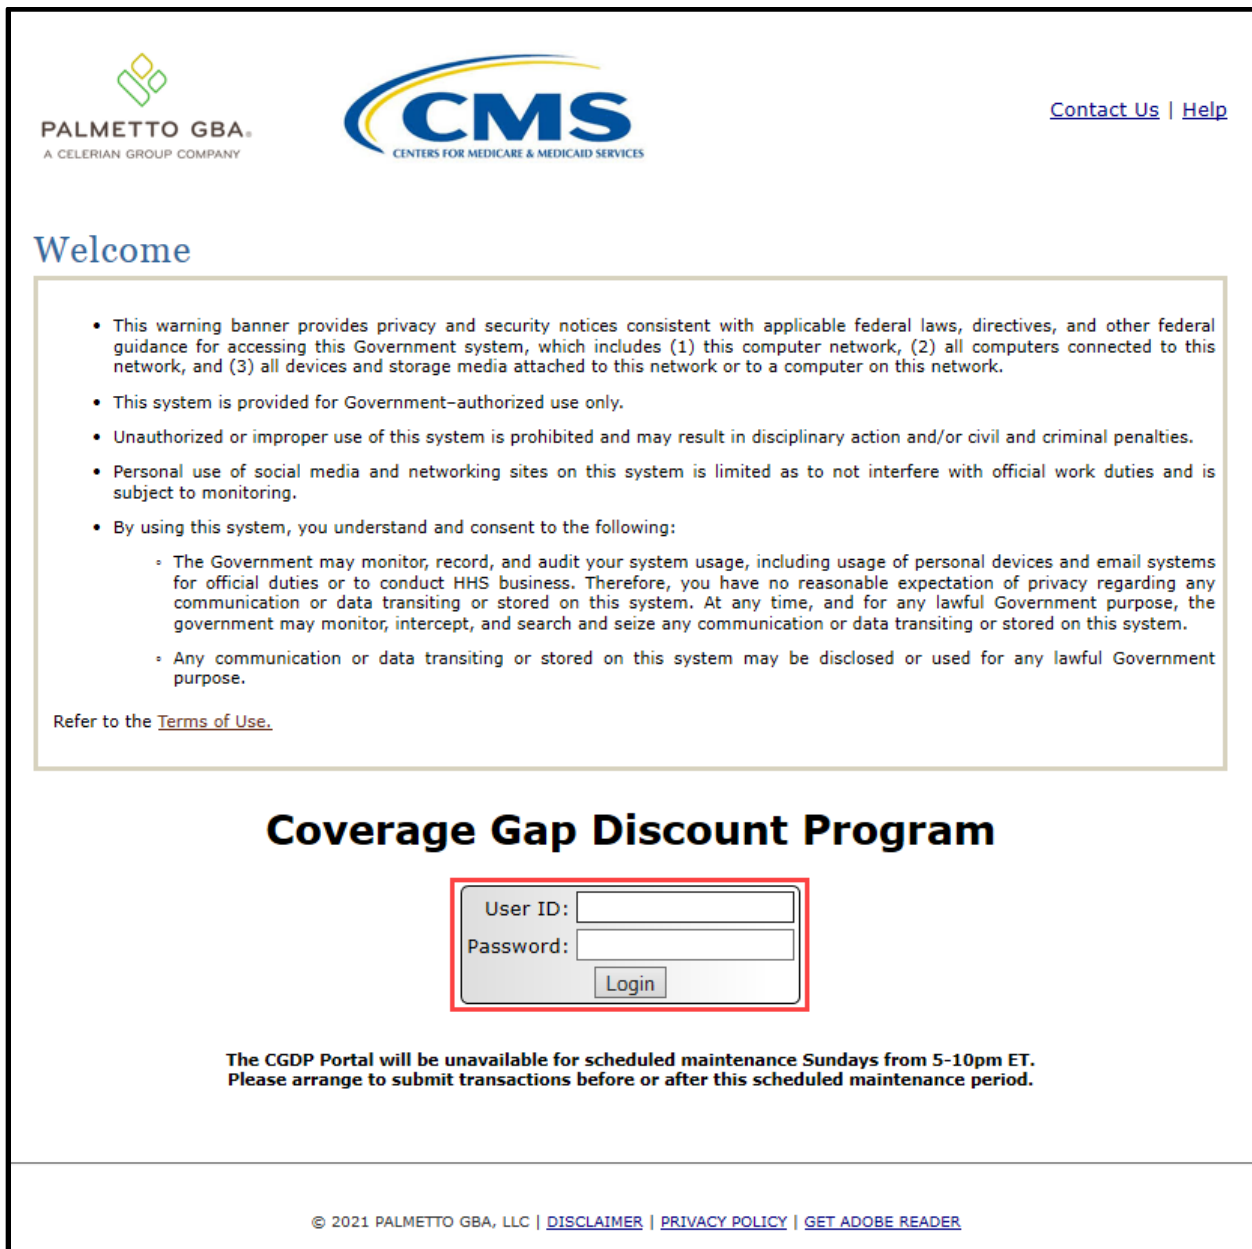 PALMETTO GBA®
A CELERIAN GROUP COMPANY
CMS
CENTERS FOR MEDICARE & MEDICAID SERVICES
Contact Us | Help
Welcome
• This warning banner provides privacy and security notices consistent with applicable federal laws, directives, and other federal
guidance for accessing this Government system, which includes (1) this computer network, (2) all computers connected to this
network, and (3) all devices and storage media attached to this network or to a computer on this network.
• This system is provided for Government–authorized use only.
• Unauthorized or improper use of this system is prohibited and may result in disciplinary action and/or civil and criminal penalties.
• Personal use of social media and networking sites on this system is limited as to not interfere with official work duties and is
subject to monitoring.
• By using this system, you understand and consent to the following:
◦ The Government may monitor, record, and audit your system usage, including usage of personal devices and email systems
for official duties or to conduct HHS business. Therefore, you have no reasonable expectation of privacy regarding any
communication or data transiting or stored on this system. At any time, and for any lawful Government purpose, the
government may monitor, intercept, and search and seize any communication or data transiting or stored on this system.
◦ Any communication or data transiting or stored on this system may be disclosed or used for any lawful Government
purpose.
Refer to the Terms of Use.
Coverage Gap Discount Program
User ID:
Password:
Login
The CGDP Portal will be unavailable for scheduled maintenance Sundays from 5-10pm ET.
Please arrange to submit transactions before or after this scheduled maintenance period.
© 2021 PALMETTO GBA, LLC | DISCLAIMER | PRIVACY POLICY | GET ADOBE READER